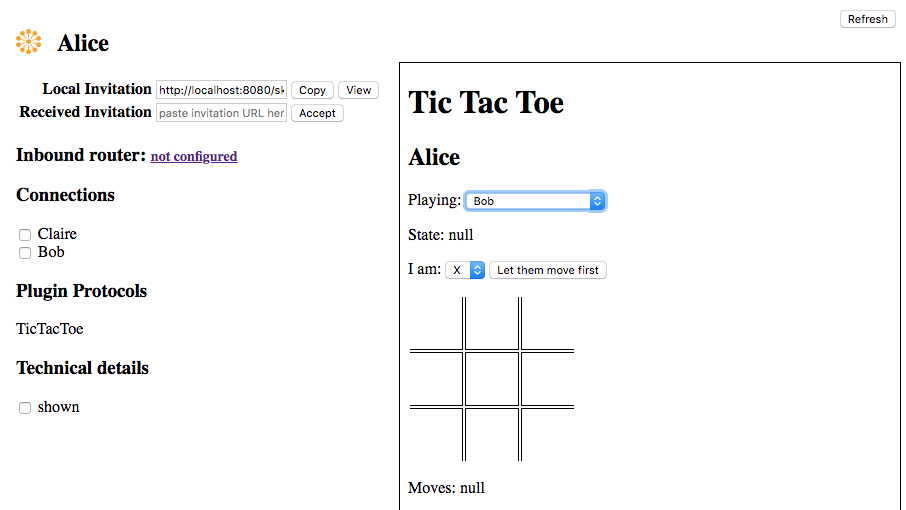 Refresh
Alice
Local Invitation http://localhost:8080/sl Copy View
Received Invitation paste invitation URL her Accept
Inbound router: not configured
Connections
Claire
Bob
Plugin Protocols
TicTacToe
Technical details
shown
Tic Tac Toe
Alice
Playing: Bob
State: null
I am: X Let them move first
Moves: null